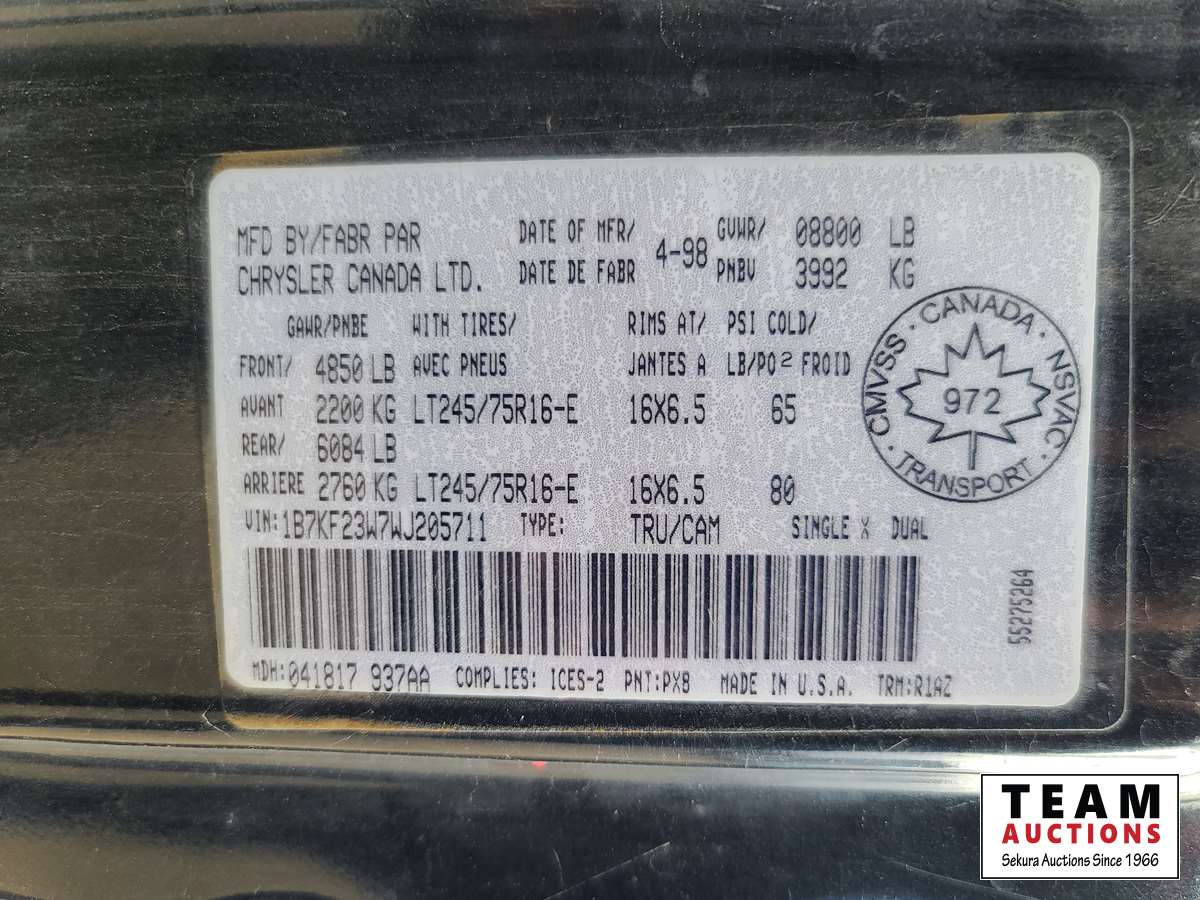 MFD BY/FABR PAR DATE OF MFR/ 4-98 GVWR/ 08800 LB
CHRYSLER CANADA LTD. DATE DE FABR PNBV 3992 KG
GAWR/PNBE WITH TIRES/ RIMS AT/ PSI COLD/
FRONT/ 4850 LB AVEC PNEUS JANTES A LB/PO2 FROID
AVANT 2200 KG LT245/75R16-E 16X6.5 65
REAR/ 6084 LB
ARRIERE 2760 KG LT245/75R16-E 16X6.5 80
VIN:1B7KF23W7WJ205711 TYPE: TRU/CAM SINGLE X DUAL
MDH:041817 937AA COMPLIES: ICES-2 PNT:PX8 MADE IN U.S.A. TRM:R1AZ
55275264
CMVSS · CANADA · NSVAC · TRANSPORT ·
972
TEAM
AUCTIONS
Sekura Auctions Since 1966